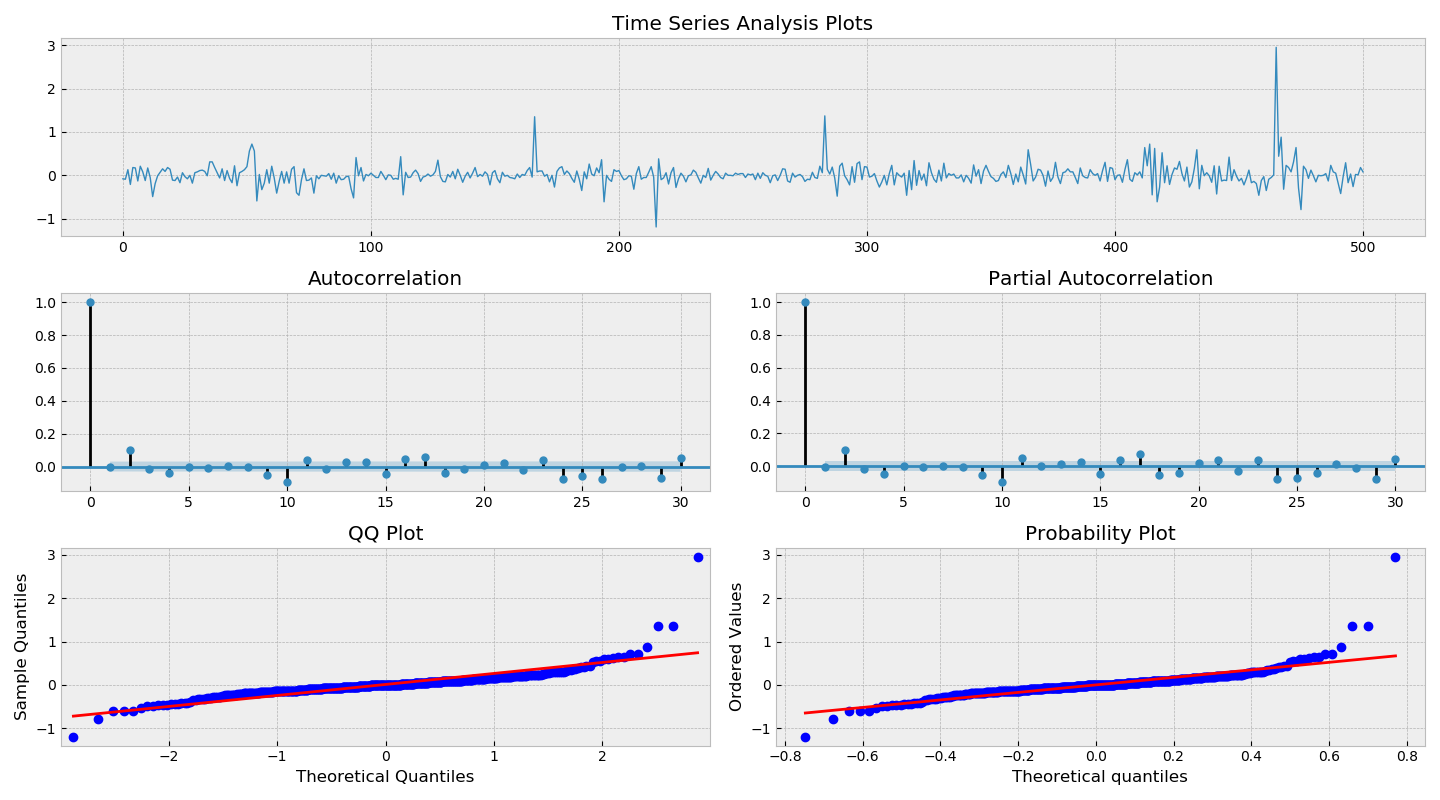 Time Series Analysis Plots
3
2
1
0
−1
0 100 200 300 400 500
Autocorrelation
1.0
0.8
0.6
0.4
0.2
0.0
0 5 10 15 20 25 30
Partial Autocorrelation
1.0
0.8
0.6
0.4
0.2
0.0
0 5 10 15 20 25 30
QQ Plot
Sample Quantiles
3
2
1
0
−1
−2 −1 0 1 2
Theoretical Quantiles
Probability Plot
Ordered Values
3
2
1
0
−1
−0.8 −0.6 −0.4 −0.2 0.0 0.2 0.4 0.6 0.8
Theoretical quantiles